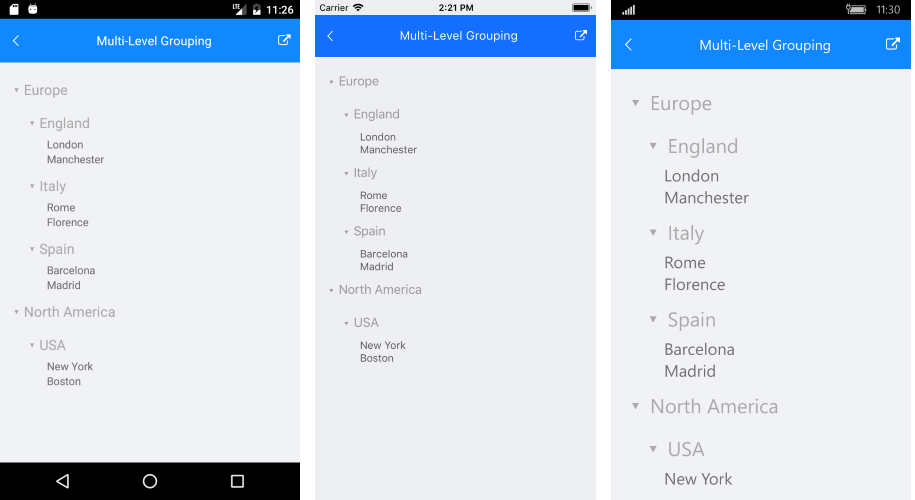 LTE 11:26
Multi-Level Grouping
Europe
England
London
Manchester
Italy
Rome
Florence
Spain
Barcelona
Madrid
North America
USA
New York
Boston
Carrier 2:21 PM
Multi-Level Grouping
Europe
England
London
Manchester
Italy
Rome
Florence
Spain
Barcelona
Madrid
North America
USA
New York
Boston
11:30
Multi-Level Grouping
Europe
England
London
Manchester
Italy
Rome
Florence
Spain
Barcelona
Madrid
North America
USA
New York